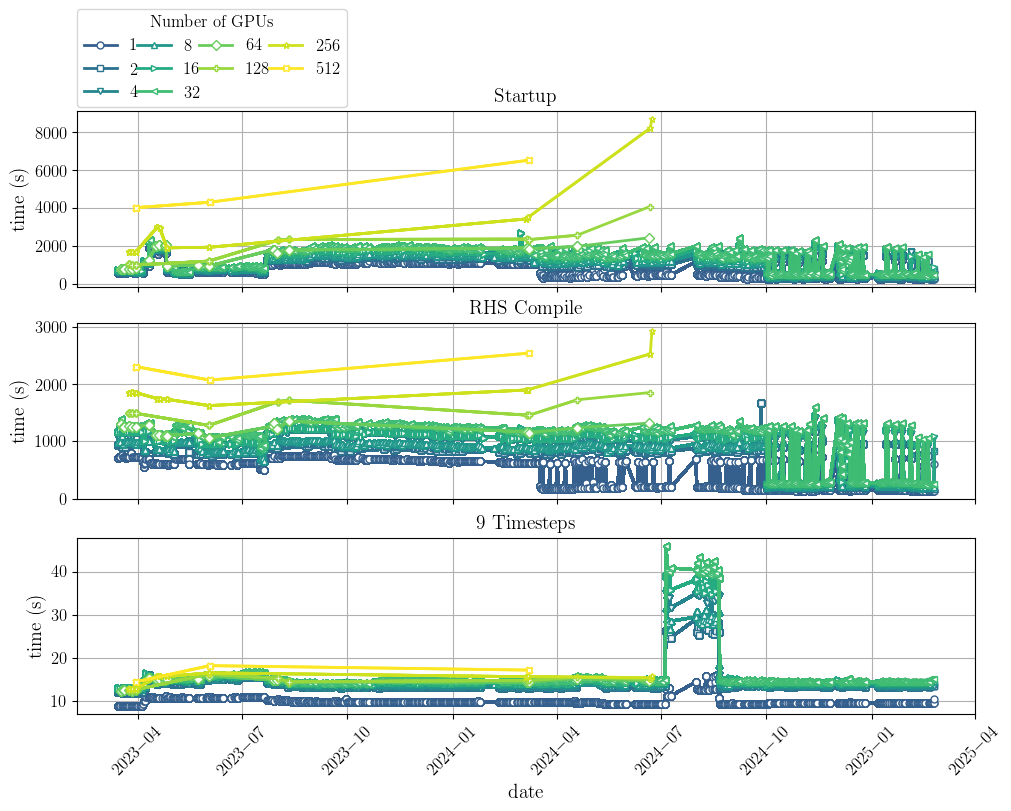 Number of GPUs
1 8 64 256
2 16 128 512
4 32
Startup
8000
6000
4000
2000
0
time (s)
RHS Compile
3000
2000
1000
0
time (s)
9 Timesteps
40
30
20
10
time (s)
2023-04 2023-07 2023-10 2024-01 2024-04 2024-07 2024-10 2025-01 2025-04
date